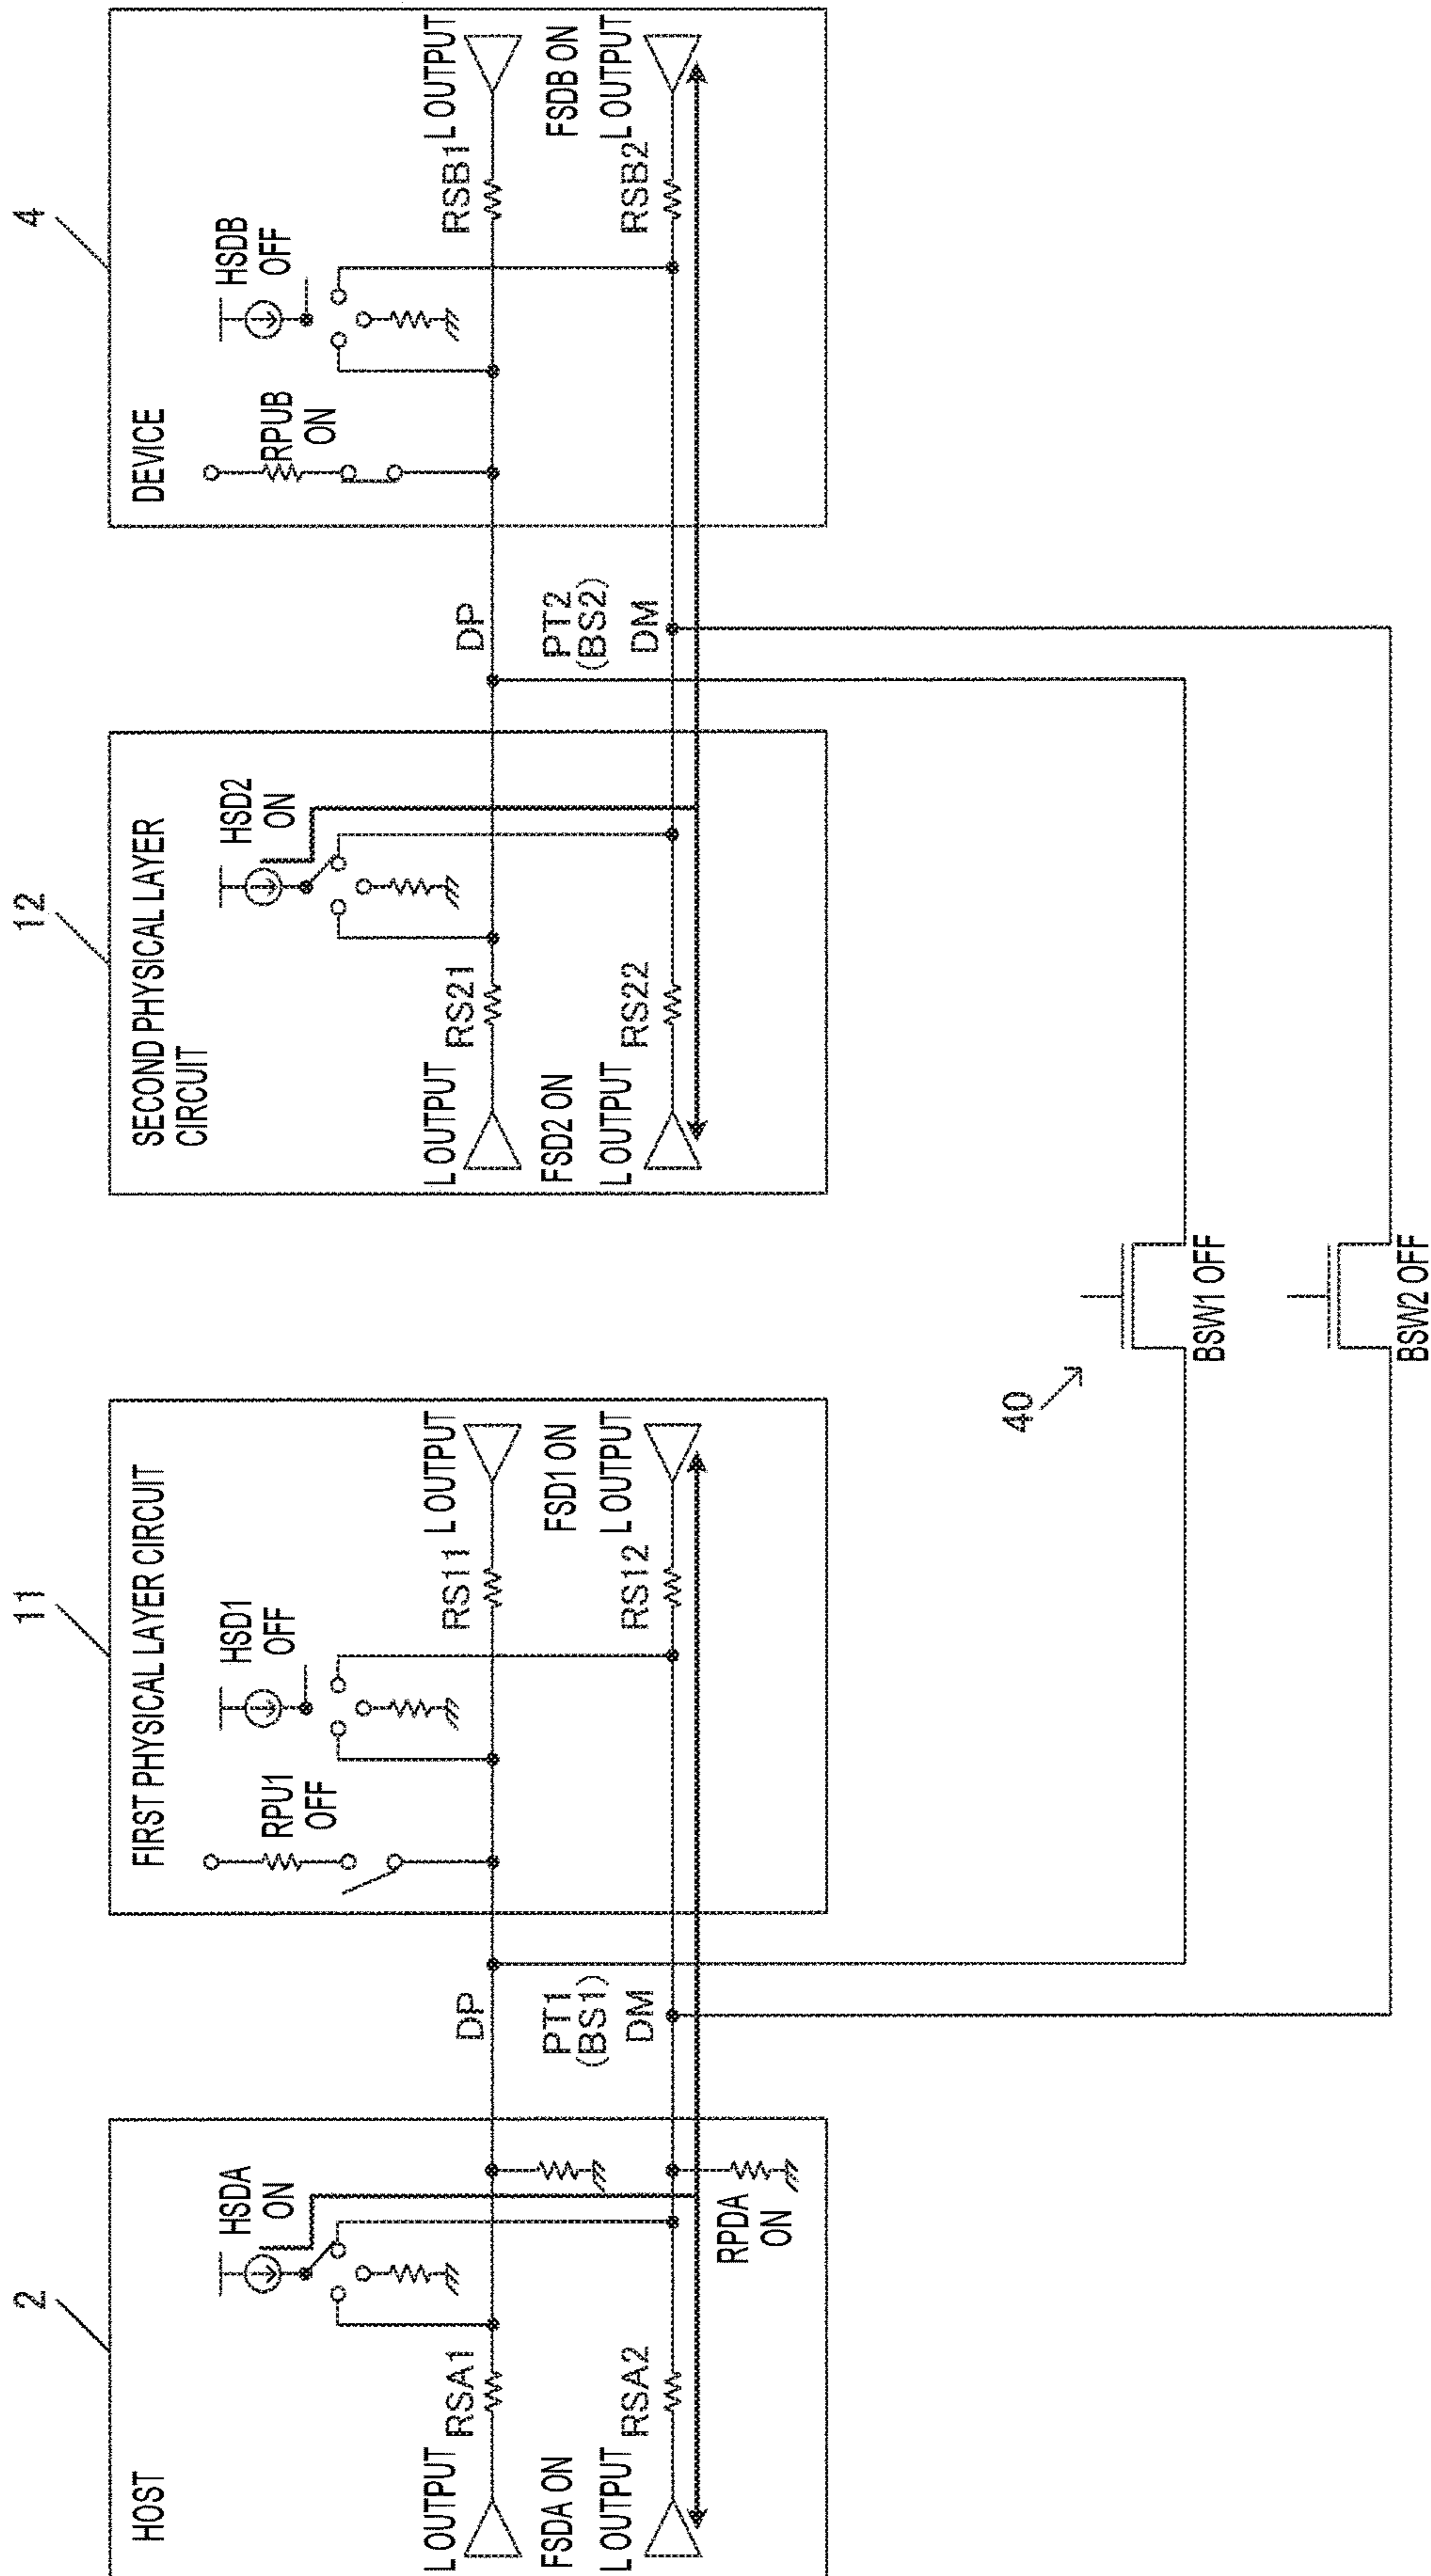 2
HOST
HSDA
ON
L OUTPUT
RSA1
FSDA ON
L OUTPUT
RSA2
RPDA
ON
DP
PT1
(BS1)
DM
11
FIRST PHYSICAL LAYER CIRCUIT
RPU1
OFF
HSD1
OFF
RS11
L OUTPUT
FSD1 ON
RS12
L OUTPUT
40
BSW1 OFF
BSW2 OFF
12
SECOND PHYSICAL LAYER
CIRCUIT
HSD2
ON
L OUTPUT
RS21
FSD2 ON
L OUTPUT
RS22
DP
PT2
(BS2)
DM
4
DEVICE
RPUB
ON
HSDB
OFF
RSB1
L OUTPUT
FSDB ON
RSB2
L OUTPUT